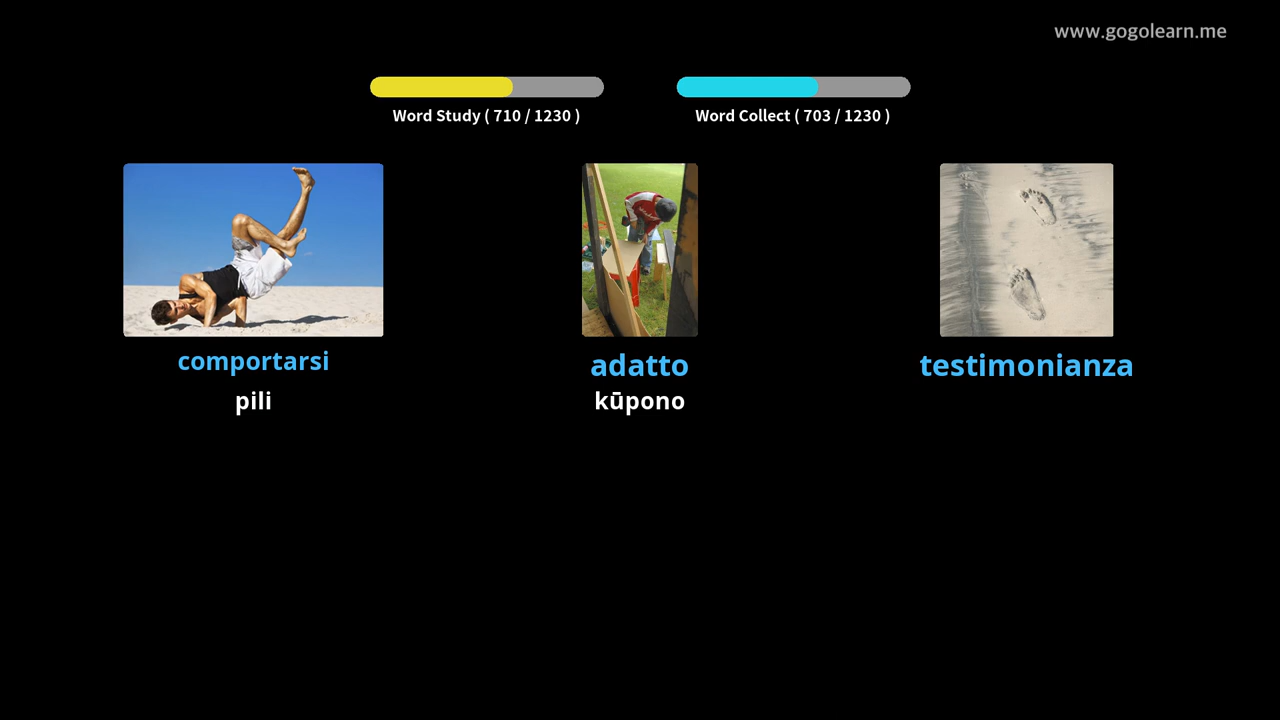 www.gogolearn.me
Word Study ( 710 / 1230 )
Word Collect ( 703 / 1230 )
comportarsi
pili
adatto
kūpono
testimonianza